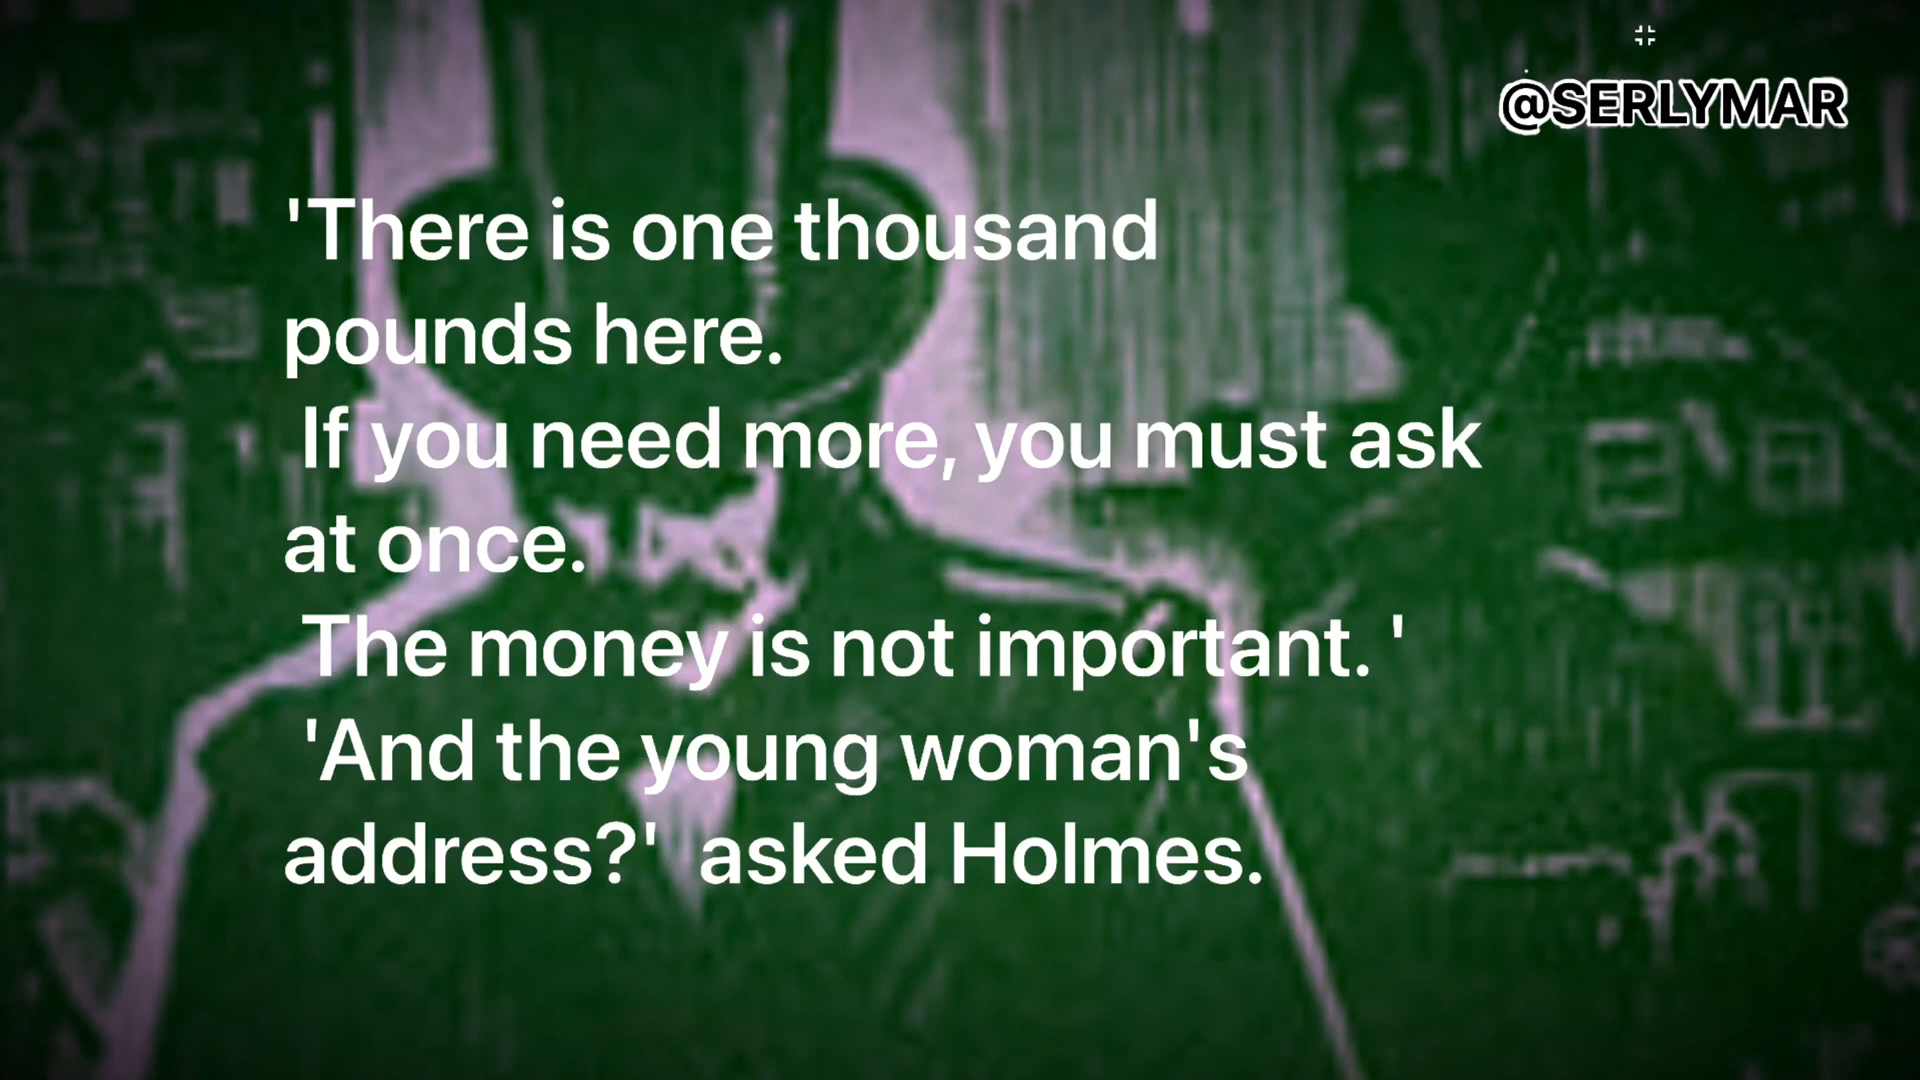 @SERLYMAR
'There is one thousand
pounds here.
If you need more, you must ask
at once.
The money is not important. '
'And the young woman's
address?' asked Holmes.